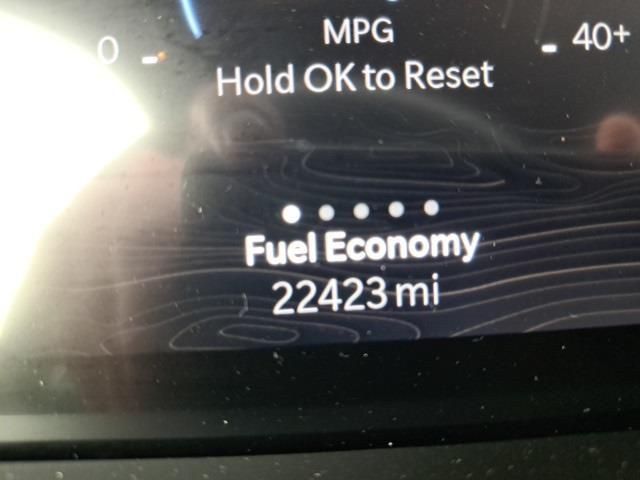 MPG
0 40+
Hold OK to Reset
Fuel Economy
22423 mi